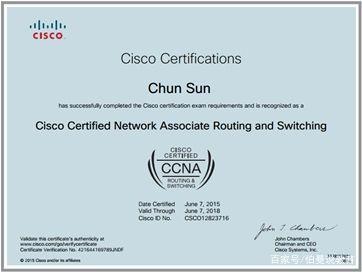 CISCO
Cisco Certifications
Chun Sun
has successfully completed the Cisco certification exam requirements and is recognized as a
Cisco Certified Network Associate Routing and Switching
CISCO
CERTIFIED
CCNA
ROUTING &
SWITCHING
Date Certified June 7, 2015
Valid Through June 7, 2018
Cisco ID No. CSCO12823716
Validate this certificate's authenticity at
www.cisco.com/go/verifycertificate
Certificate Verification No. 421644169789JNDF
John T. Chambers
John Chambers
Chairman and CEO
Cisco Systems, Inc.
© 2015 Cisco and/or its affiliates
百家号/伯曼